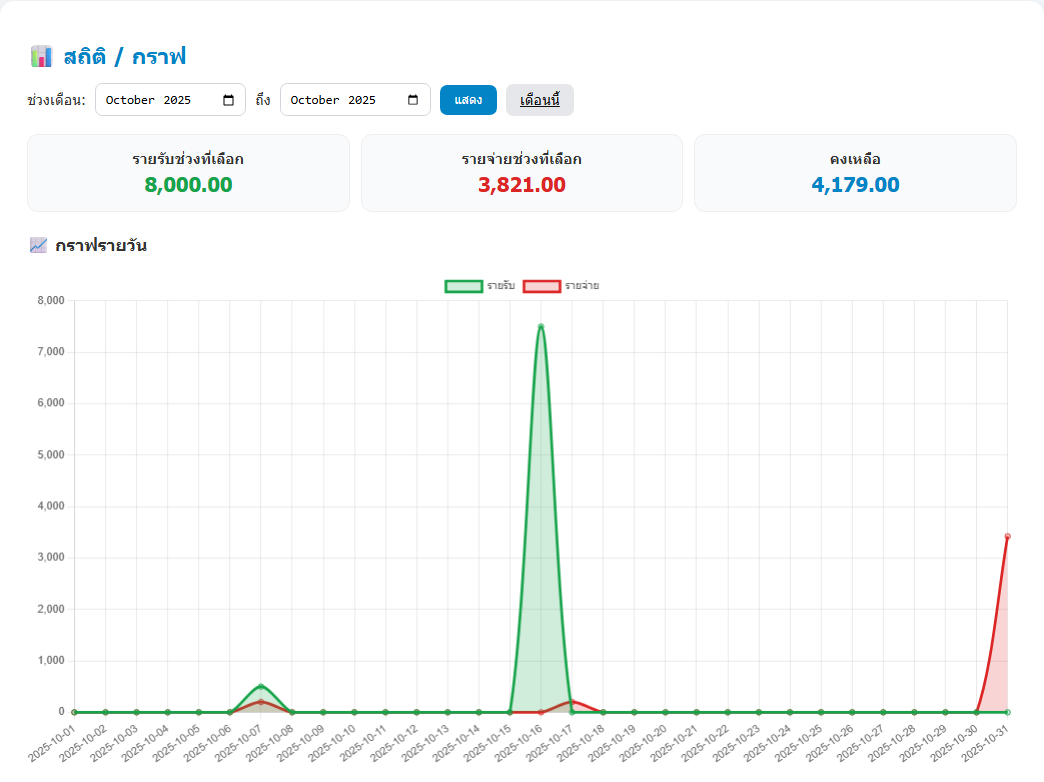 สถิติ / กราฟ
ช่วงเดือน: October 2025 ถึง October 2025 แสดง เดือนนี้
รายรับช่วงที่เลือก รายจ่ายช่วงที่เลือก คงเหลือ
8,000.00 3,821.00 4,179.00
กราฟรายวัน
รายรับ รายจ่าย
8,000
7,000
6,000
5,000
4,000
3,000
2,000
1,000
0
2025-10-01 2025-10-02 2025-10-03 2025-10-04 2025-10-05 2025-10-06 2025-10-07 2025-10-08 2025-10-09 2025-10-10 2025-10-11 2025-10-12 2025-10-13 2025-10-14 2025-10-15 2025-10-16 2025-10-17 2025-10-18 2025-10-19 2025-10-20 2025-10-21 2025-10-22 2025-10-23 2025-10-24 2025-10-25 2025-10-26 2025-10-27 2025-10-28 2025-10-29 2025-10-30 2025-10-31